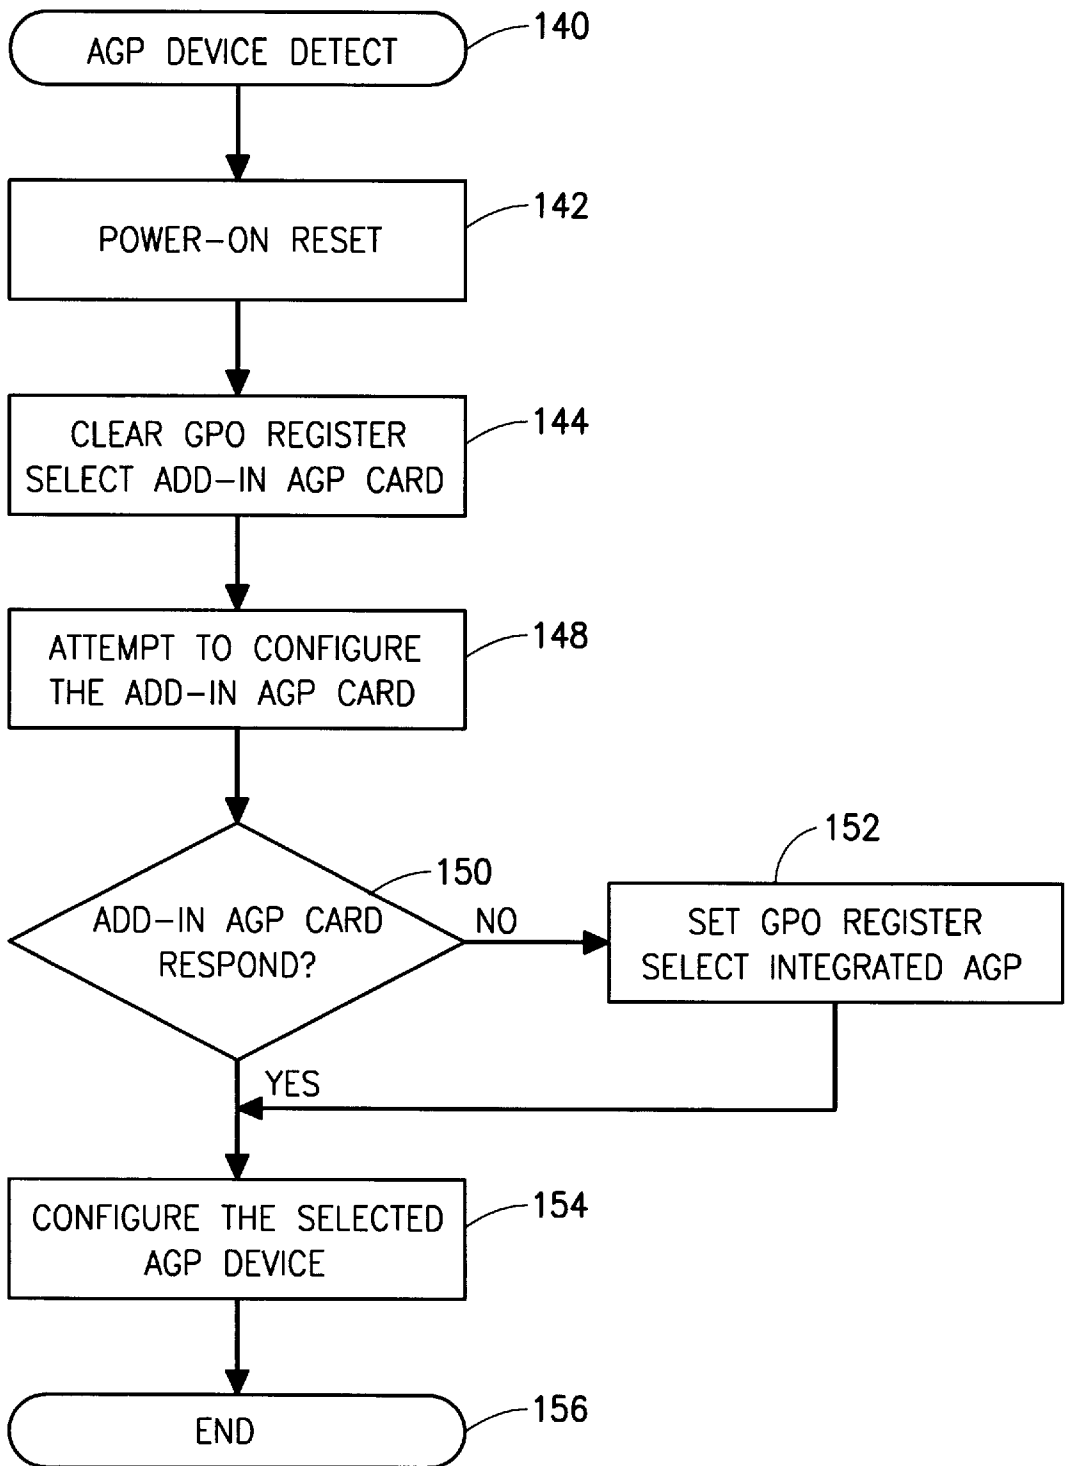 AGP DEVICE DETECT
140
POWER-ON RESET
142
CLEAR GPO REGISTER
SELECT ADD-IN AGP CARD
144
ATTEMPT TO CONFIGURE
THE ADD-IN AGP CARD
148
ADD-IN AGP CARD
RESPOND?
150
NO
152
SET GPO REGISTER
SELECT INTEGRATED AGP
YES
CONFIGURE THE SELECTED
AGP DEVICE
154
END
156